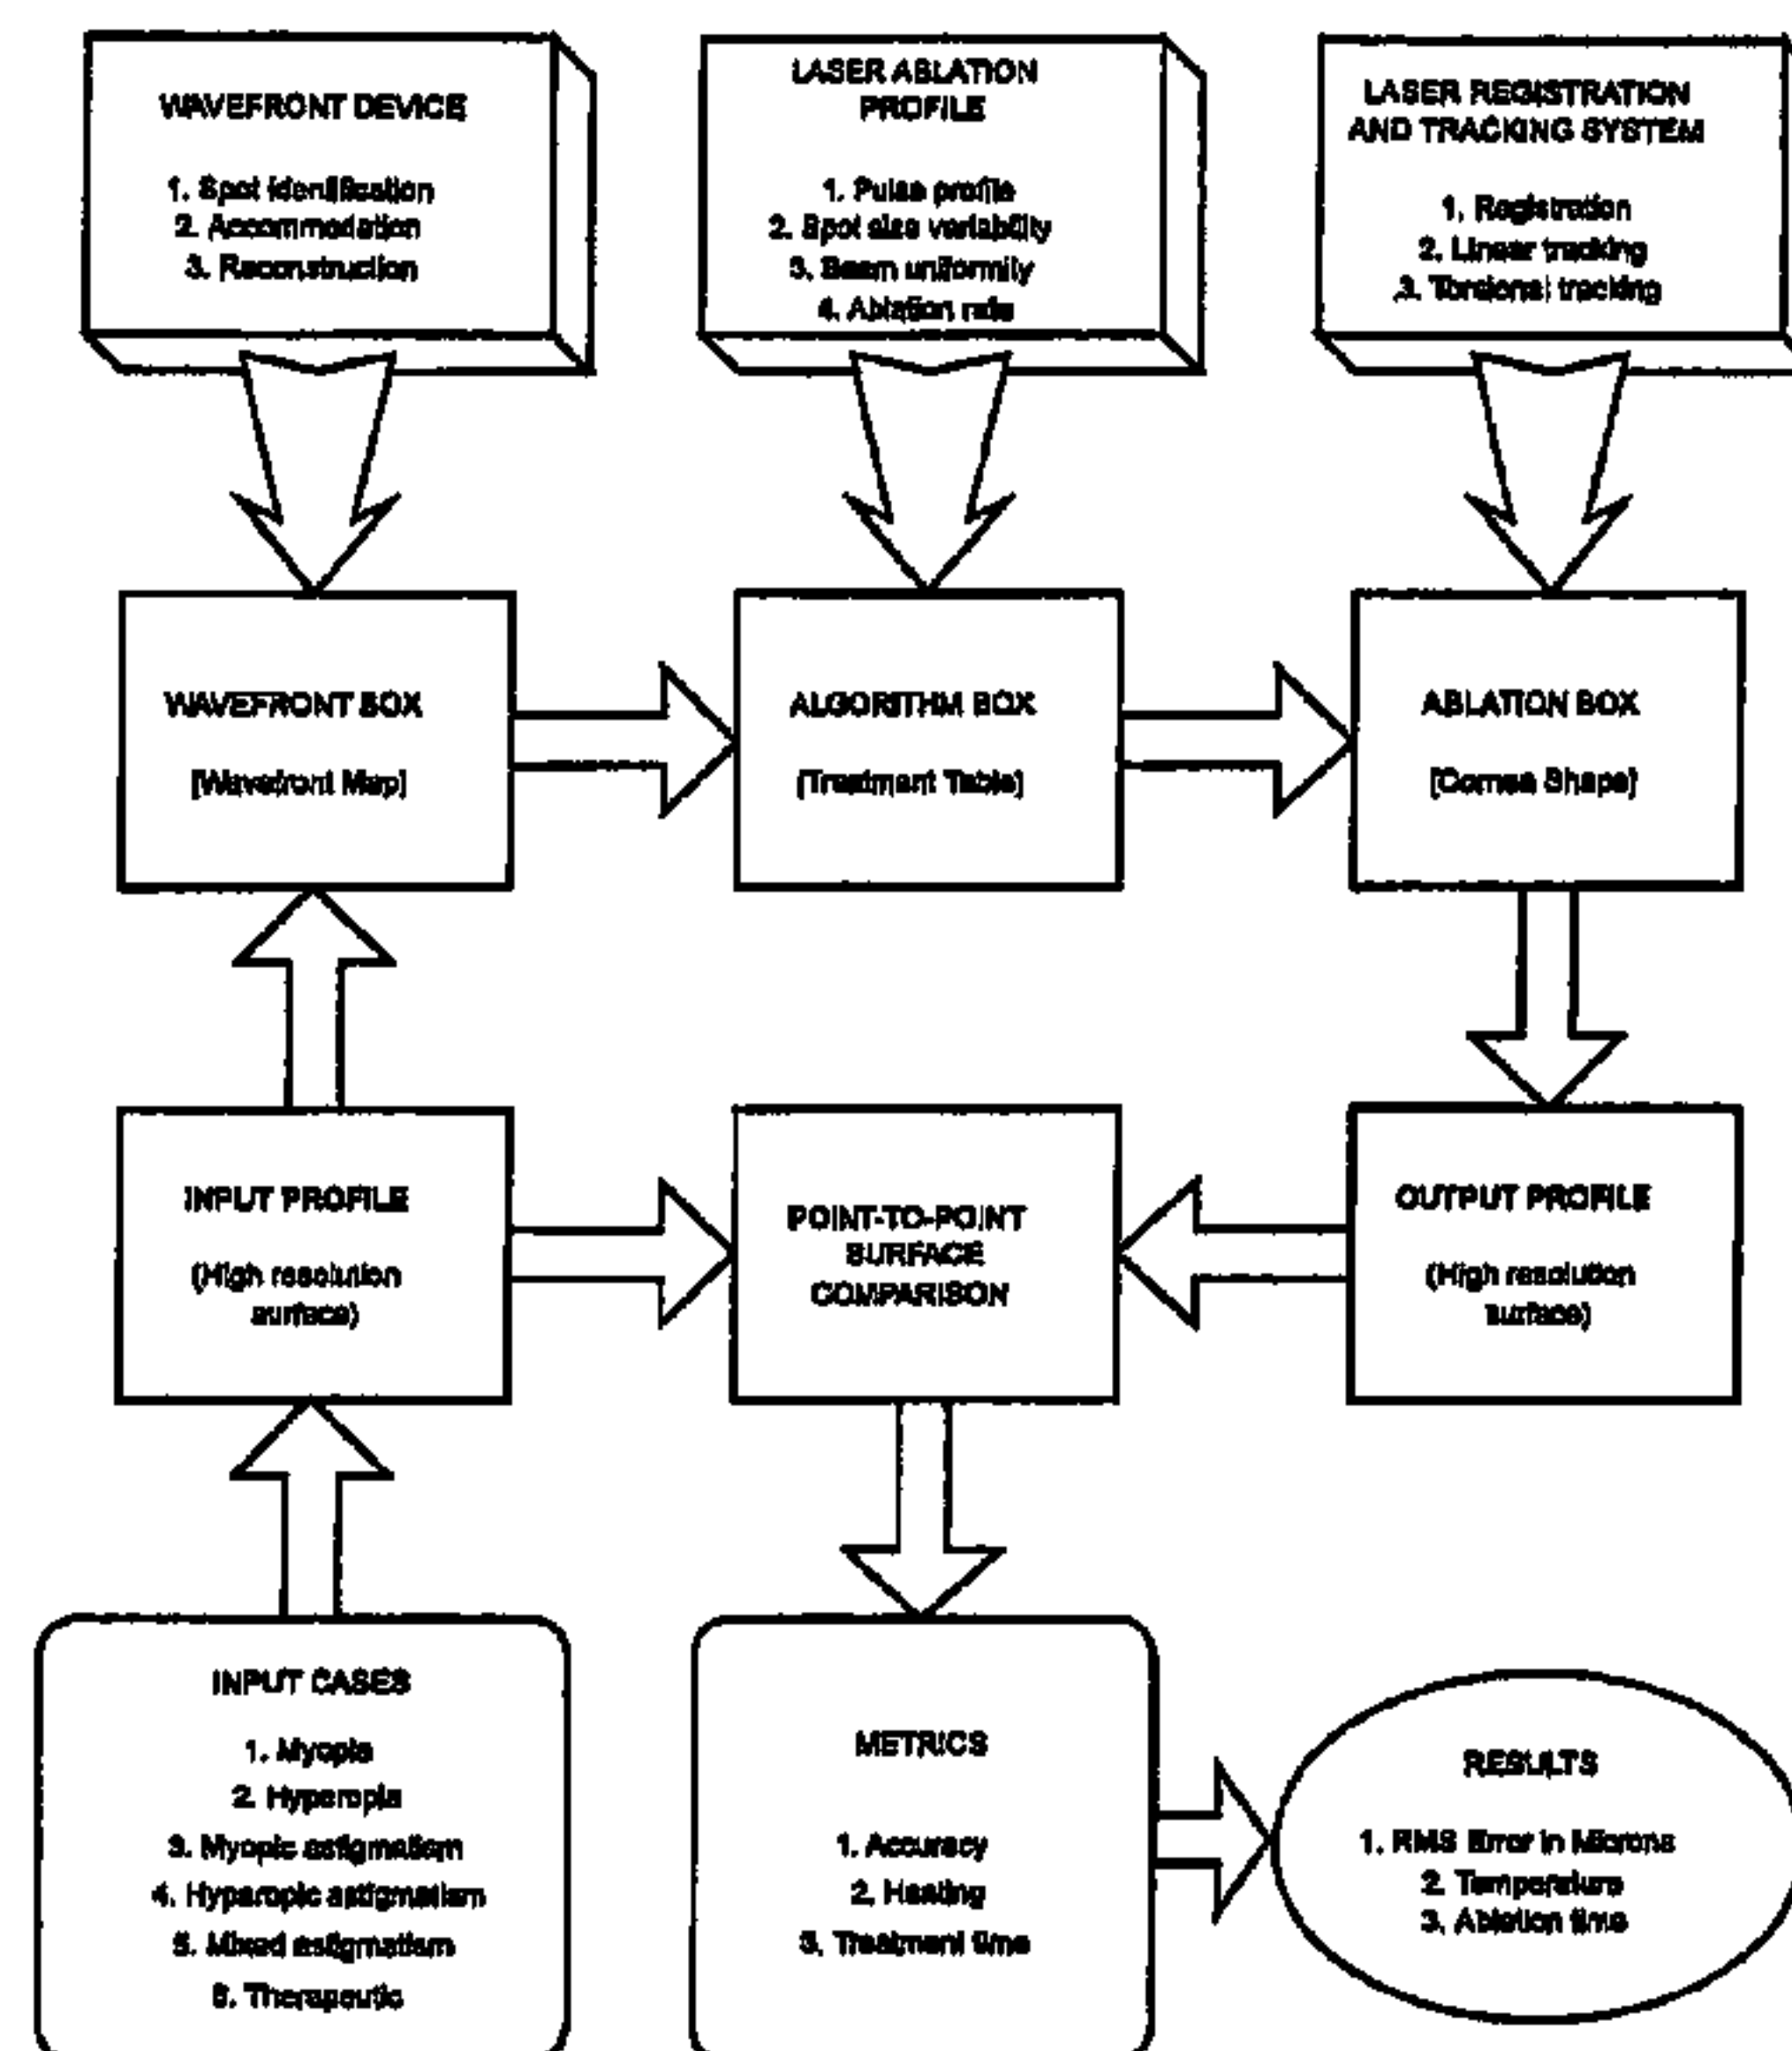 WAVEFRONT DEVICE
1. Spot identification
2. Accommodation
3. Reconstruction
LASER ABLATION
PROFILE
1. Pulse profile
2. Spot size variability
3. Beam uniformity
4. Ablation rate
LASER REGISTRATION
AND TRACKING SYSTEM
1. Registration
2. Linear tracking
3. Torsional tracking
WAVEFRONT BOX
[Wavefront Map]
ALGORITHM BOX
[Treatment Table]
ABLATION BOX
[Cornea Shape]
INPUT PROFILE
(High resolution
surface)
POINT-TO-POINT
SURFACE
COMPARISON
OUTPUT PROFILE
(High resolution
surface)
INPUT CASES
1. Myopia
2. Hyperopia
3. Myopic astigmatism
4. Hyperopic astigmatism
5. Mixed astigmatism
6. Therapeutic
METRICS
1. Accuracy
2. Heating
3. Treatment time
RESULTS
1. RMS Error in Microns
2. Temperature
3. Ablation time